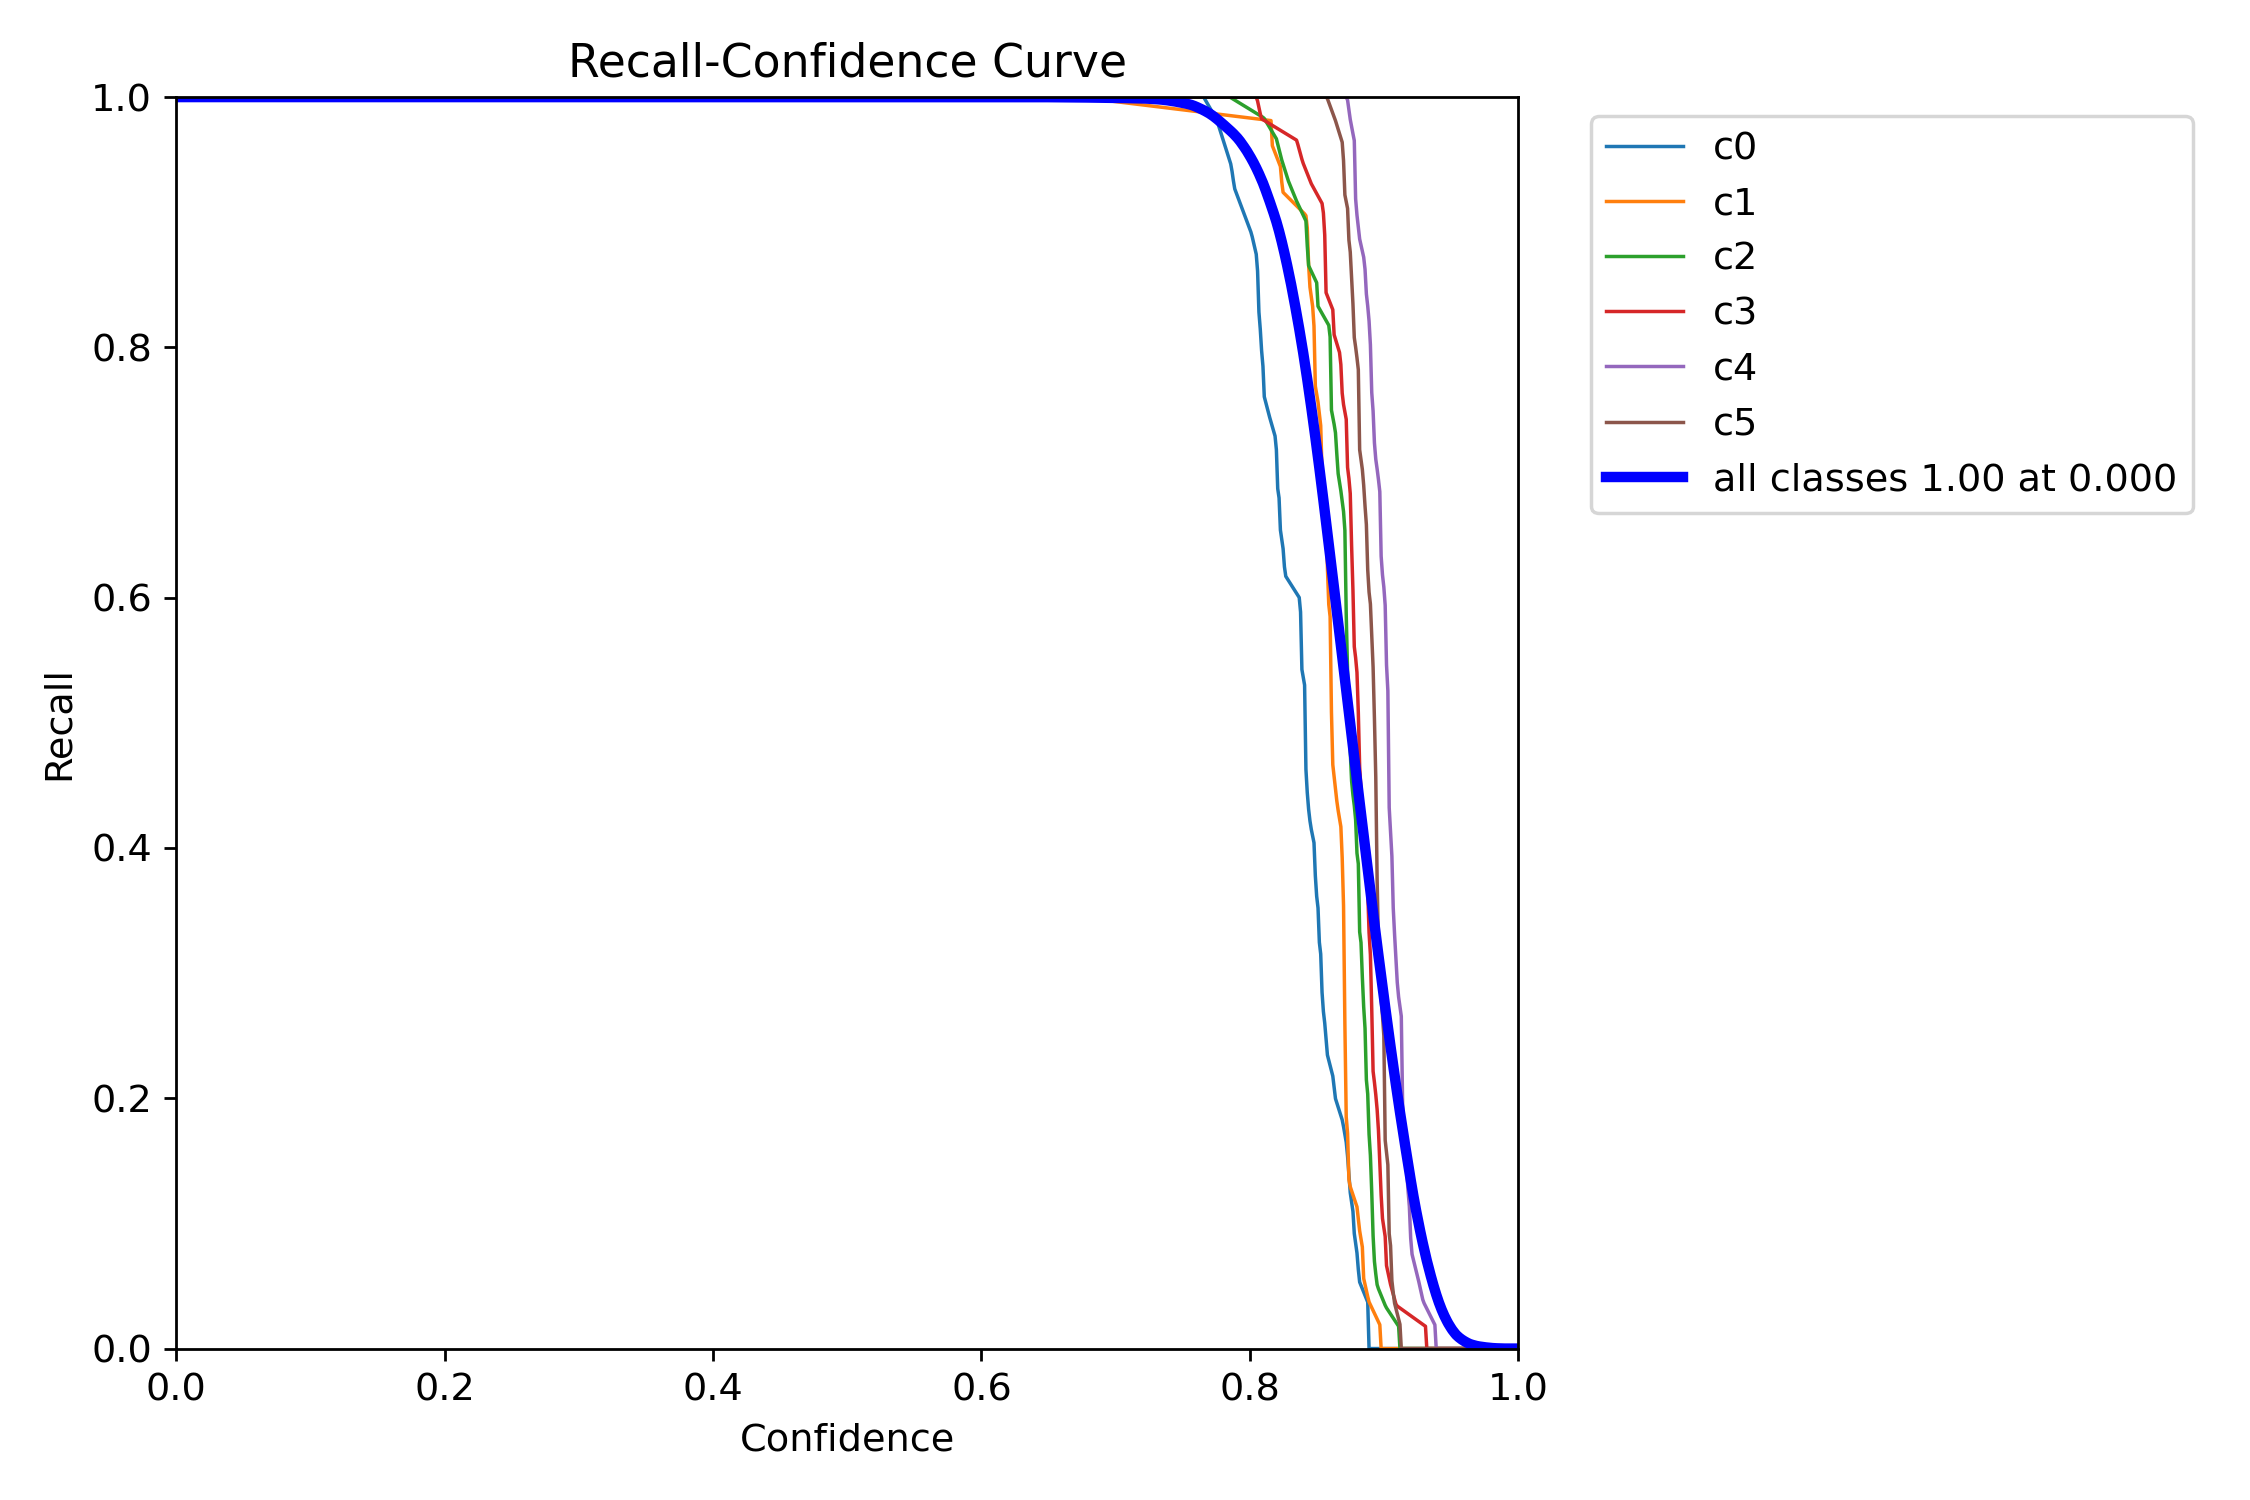 Recall-Confidence Curve
1.0
0.8
0.6
0.4
0.2
0.0
Recall
0.0 0.2 0.4 0.6 0.8 1.0
Confidence
c0
c1
c2
c3
c4
c5
all classes 1.00 at 0.000